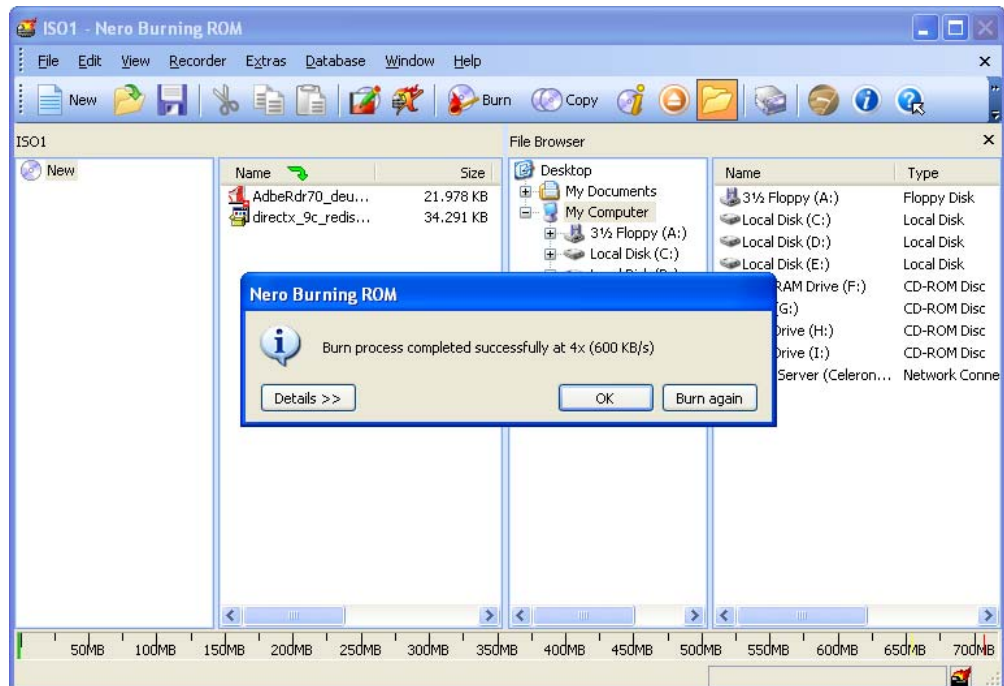 ISO1 - Nero Burning ROM
File Edit View Recorder Extras Database Window Help
New Burn Copy
ISO1 File Browser
New
Name Size
AdbeRdr70_deu... 21.978 KB
directx_9c_redis... 34.291 KB
Desktop
My Documents
My Computer
3½ Floppy (A:)
Local Disk (C:)
Name Type
3½ Floppy (A:) Floppy Disk
Local Disk (C:) Local Disk
Local Disk (D:) Local Disk
Local Disk (E:) Local Disk
RAM Drive (F:) CD-ROM Disc
(G:) CD-ROM Disc
Drive (H:) CD-ROM Disc
Drive (I:) CD-ROM Disc
Server (Celeron... Network Conne
Nero Burning ROM
Burn process completed successfully at 4x (600 KB/s)
Details >> OK Burn again
50MB 100MB 150MB 200MB 250MB 300MB 350MB 400MB 450MB 500MB 550MB 600MB 650MB 700MB